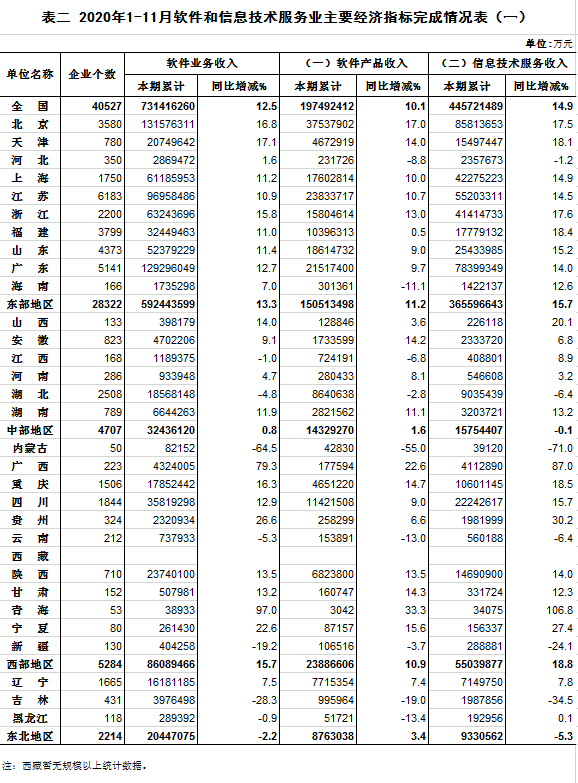 表二 2020年1-11月软件和信息技术服务业主要经济指标完成情况表（一）
单位:万元
单位名称 企业个数 软件业务收入 （一）软件产品收入 （二）信息技术服务收入
本期累计 同比增减% 本期累计 同比增减% 本期累计 同比增减%
全 国 40527 731416260 12.5 197492412 10.1 445721489 14.9
北 京 3580 131576311 16.8 37537902 17.0 85813653 17.5
天 津 780 20749642 17.1 4672919 14.0 15497447 18.1
河 北 350 2869472 1.6 231726 -8.8 2357673 -1.2
上 海 1750 61185953 11.2 17602814 10.0 42275223 14.9
江 苏 6183 96958486 10.9 23833717 10.7 55203311 14.5
浙 江 2200 63243696 15.8 15804614 13.0 41414733 17.6
福 建 3799 32449463 11.0 10396313 0.5 17779132 18.4
山 东 4373 52379229 11.4 18614732 9.0 25433985 15.2
广 东 5141 129296049 12.7 21517400 9.7 78399349 14.0
海 南 166 1735298 7.0 301361 -11.1 1422137 12.6
东部地区 28322 592443599 13.3 150513498 11.2 365596643 15.7
山 西 133 398179 14.0 128846 3.6 226118 20.1
安 徽 823 4702206 9.1 1733599 14.2 2333720 6.8
江 西 168 1189375 -1.0 724191 -6.8 408801 8.9
河 南 286 933948 4.7 280433 8.1 546608 3.2
湖 北 2508 18568148 -4.8 8640638 -2.8 9035439 -6.4
湖 南 789 6644263 11.9 2821562 11.1 3203721 13.2
中部地区 4707 32436120 0.8 14329270 1.6 15754407 -0.1
内蒙古 50 82152 -64.5 42830 -55.0 39120 -71.0
广 西 223 4324005 79.3 177594 22.6 4112890 87.0
重 庆 1506 17852442 16.3 4651220 14.7 10601145 18.5
四 川 1844 35819298 12.9 11421508 9.0 22242617 15.7
贵 州 324 2320934 26.6 258299 6.6 1981999 30.2
云 南 212 737933 -5.3 153891 -13.0 560188 -6.4
西 藏
陕 西 710 23740100 13.5 6823800 13.5 14690900 14.0
甘 肃 152 507981 13.2 160747 14.3 331724 12.3
青 海 53 38933 97.0 3042 33.3 34075 106.8
宁 夏 80 261430 22.6 87157 15.6 156337 27.4
新 疆 130 404258 -19.2 106516 -3.7 288881 -24.1
西部地区 5284 86089466 15.7 23886606 10.9 55039877 18.8
辽 宁 1665 16181185 7.5 7715354 7.4 7149750 7.8
吉 林 431 3976498 -28.3 995964 -19.0 1987856 -34.5
黑龙江 118 289392 -0.9 51721 -13.4 192956 0.1
东北地区 2214 20447075 -2.2 8763038 3.4 9330562 -5.3
注：西藏暂无规模以上统计数据。